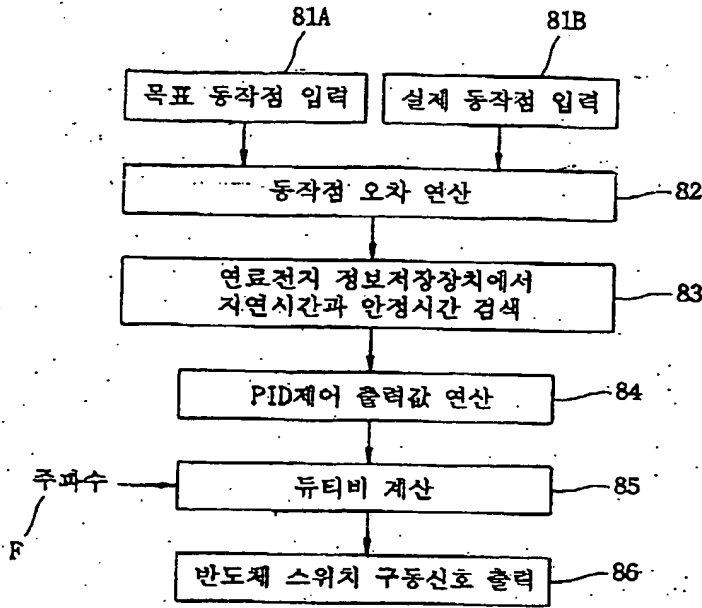 81A
81B
목표 동작점 입력
실제 동작점 입력
동작점 오차 연산
82
연료전지 정보저장장치에서
지연시간과 안정시간 검색
83
PID제어 출력값 연산
84
주파수
듀티비 계산
85
F
반도체 스위치 구동신호 출력
86